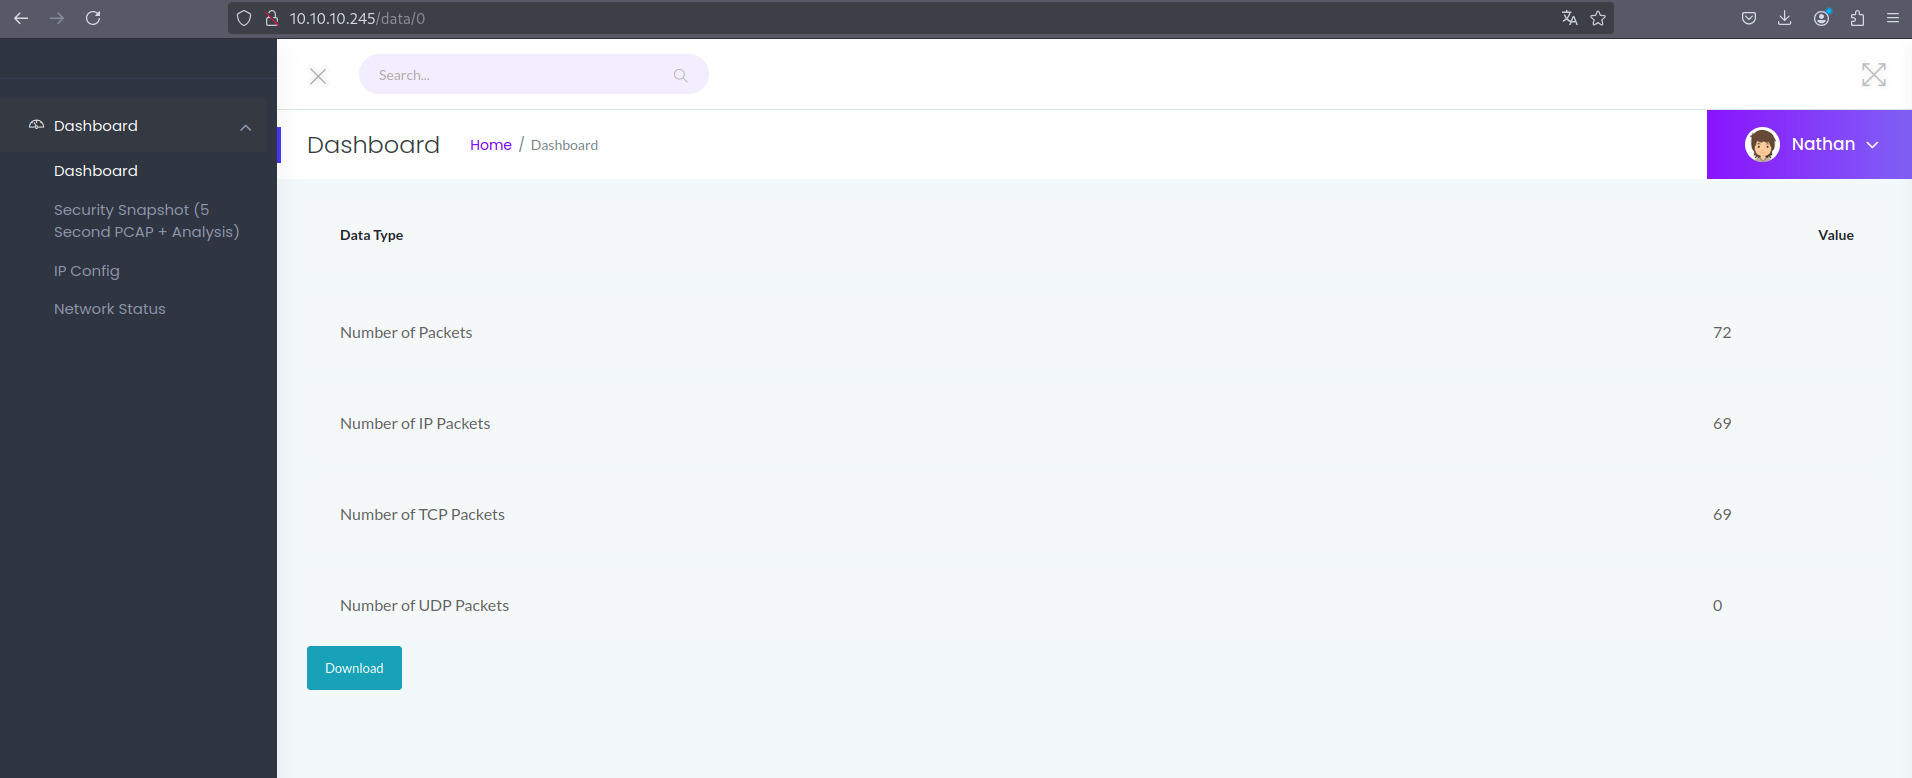 10.10.10.245/data/0
Search...
Dashboard
Dashboard
Security Snapshot (5
Second PCAP + Analysis)
IP Config
Network Status
Dashboard
Home / Dashboard
Nathan
Data Type Value
Number of Packets 72
Number of IP Packets 69
Number of TCP Packets 69
Number of UDP Packets 0
Download